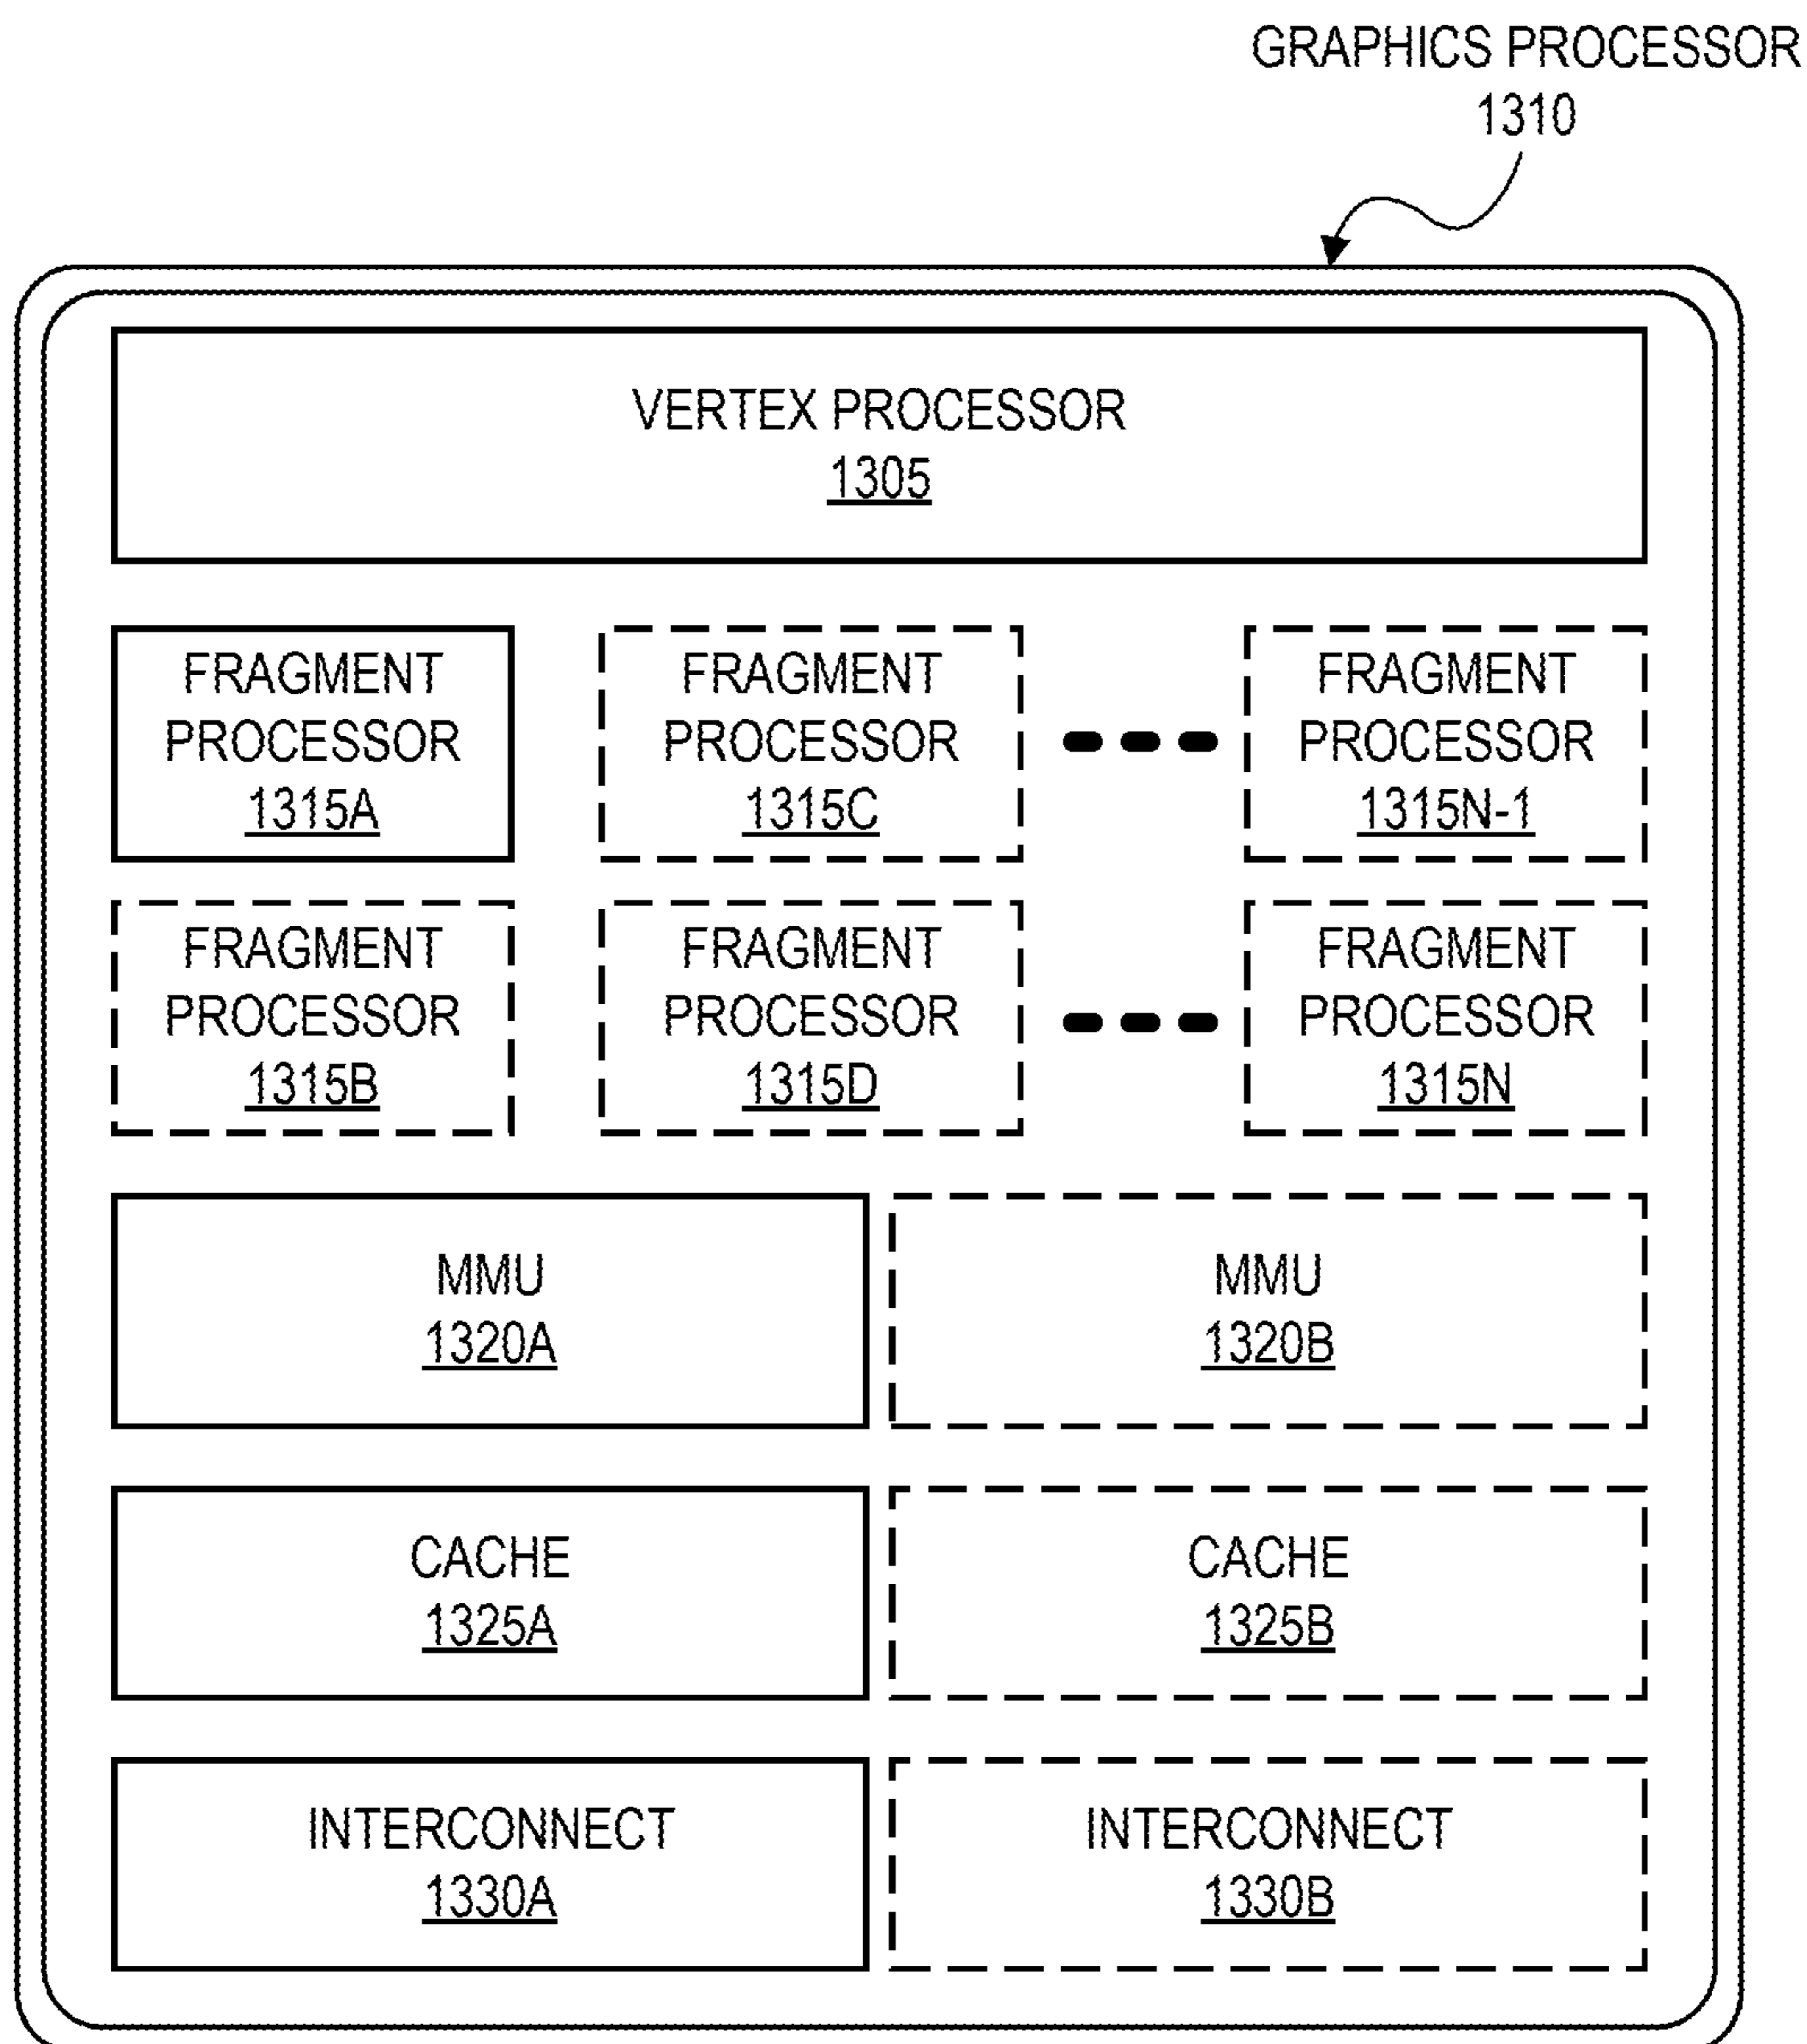 GRAPHICS PROCESSOR
1310
VERTEX PROCESSOR
1305
FRAGMENT
PROCESSOR
1315A
FRAGMENT
PROCESSOR
1315C
FRAGMENT
PROCESSOR
1315N-1
FRAGMENT
PROCESSOR
1315B
FRAGMENT
PROCESSOR
1315D
FRAGMENT
PROCESSOR
1315N
MMU
1320A
MMU
1320B
CACHE
1325A
CACHE
1325B
INTERCONNECT
1330A
INTERCONNECT
1330B